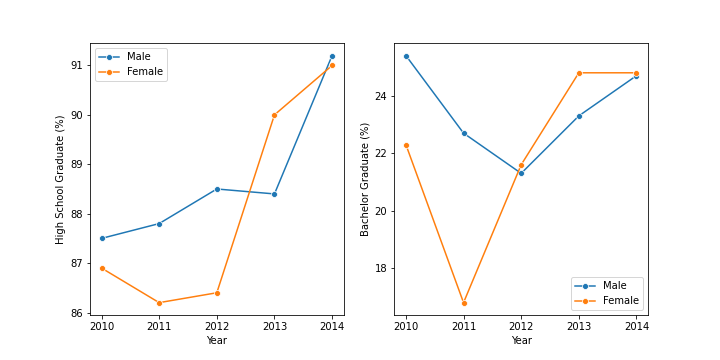 High School Graduate (%)
91
90
89
88
87
86
Male
Female
2010 2011 2012 2013 2014
Year
Bachelor Graduate (%)
24
22
20
18
Male
Female
2010 2011 2012 2013 2014
Year